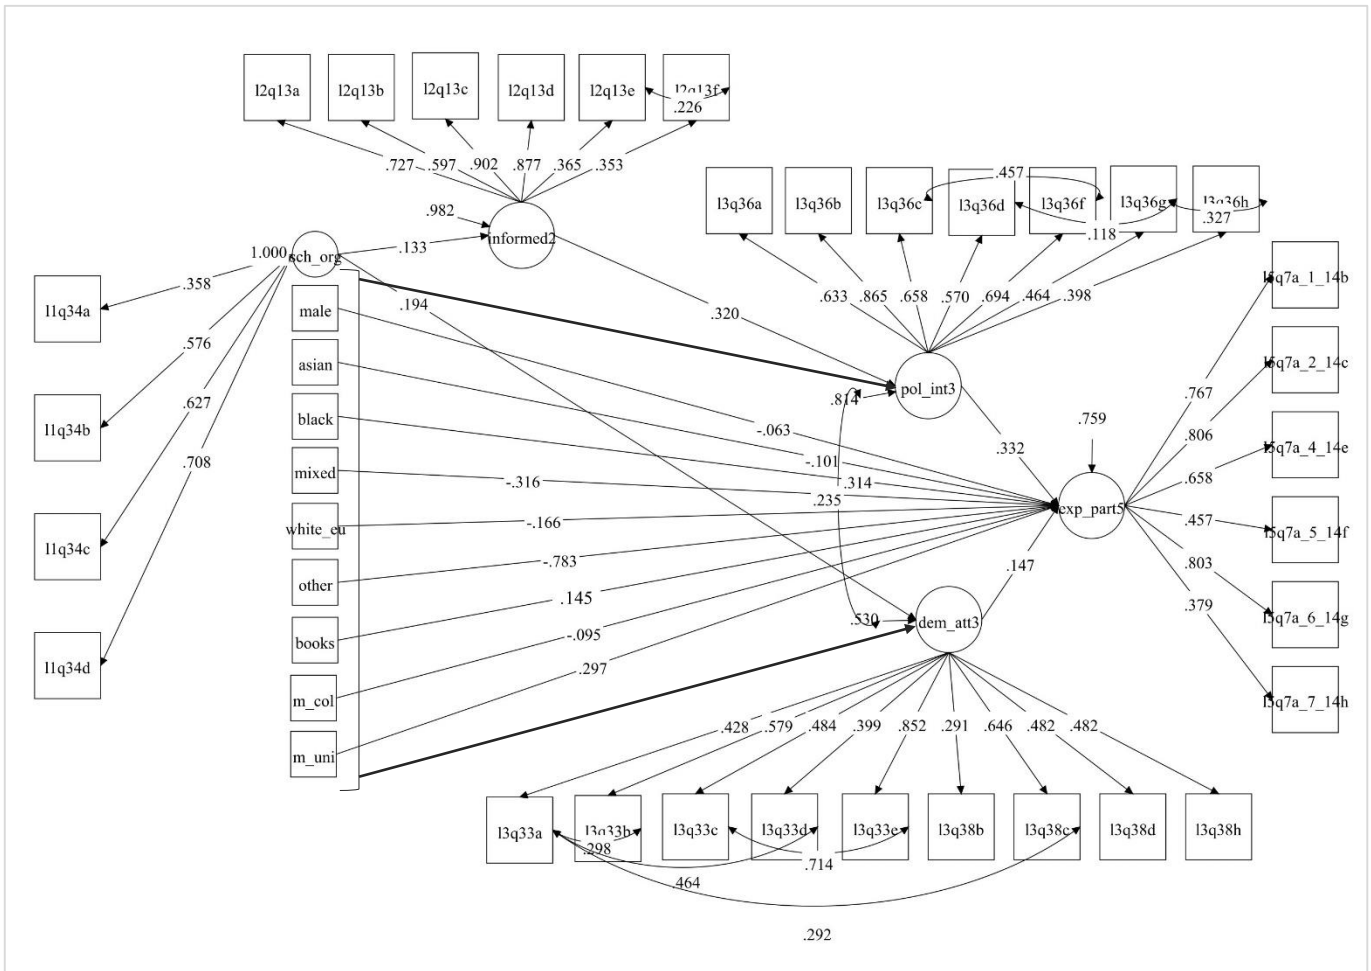 l2q13a l2q13b l2q13c l2q13d l2q13e l2q13f
.226
.727 .597 .902 .877 .365 .353
l3q36a l3q36b l3q36c l3q36d l3q36f l3q36g l3q36h
.457
.118
.327
.982
informed2
1.000 sch_org
.133
.194
.320
.633 .865 .658 .570 .694 .464 .398
l1q34a
l1q34b
l1q34c
l1q34d
.358
.576
.627
.708
male
asian
black
mixed
white_eu
other
books
m_col
m_uni
-.063
-.101
.314
-.316
-.166
-.783
.145
-.095
.297
.235
.814
pol_int3
.332
.759
exp_part5
.147
.530
dem_att3
.767
.806
.658
.457
.803
.379
l5q7a_1_14b
l5q7a_2_14c
l5q7a_4_14e
l5q7a_5_14f
l5q7a_6_14g
l5q7a_7_14h
.428 .579 .484 .399 .852 .291 .646 .482 .482
l3q33a l3q33b l3q33c l3q33d l3q33e l3q38b l3q38c l3q38d l3q38h
.298
.714
.464
.292